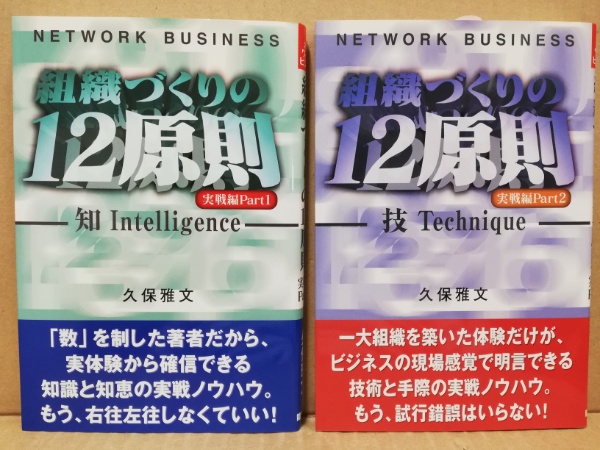 NETWORK BUSINESS
組織づくりの
12原則
実戦編Part1
知 Intelligence
久保雅文
「数」を制した著者だから、
実体験から確信できる
知識と知恵の実戦ノウハウ。
もう、右往左往しなくていい!
NETWORK BUSINESS
組織づくりの
12原則
実戦編Part2
技 Technique
久保雅文
一大組織を築いた体験だけが、
ビジネスの現場感覚で明言できる
技術と手際の実戦ノウハウ。
もう、試行錯誤はいらない!